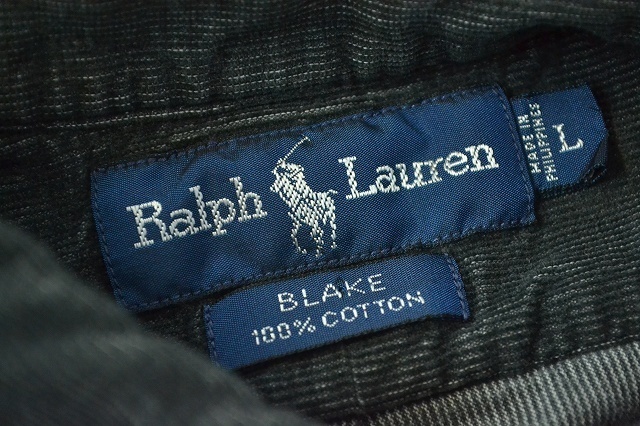 Ralph Lauren
MADE IN
PHILIPPINES
L
BLAKE
100% COTTON